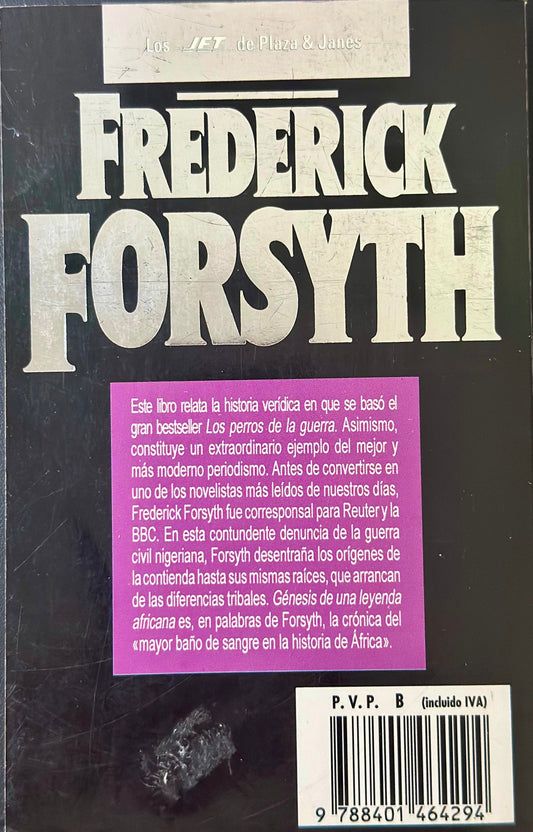 Los JET de Plaza & Janés
FREDERICK
FORSYTH
Este libro relata la historia verídica en que se basó el
gran bestseller Los perros de la guerra. Asimismo,
constituye un extraordinario ejemplo del mejor y
más moderno periodismo. Antes de convertirse en
uno de los novelistas más leídos de nuestros días,
Frederick Forsyth fue corresponsal para Reuter y la
BBC. En esta contundente denuncia de la guerra
civil nigeriana, Forsyth desentraña los orígenes de
la contienda hasta sus mismas raíces, que arrancan
de las diferencias tribales. Génesis de una leyenda
africana es, en palabras de Forsyth, la crónica del
«mayor baño de sangre en la historia de África».
P. V. P. B (incluido IVA)
9 788401 464294